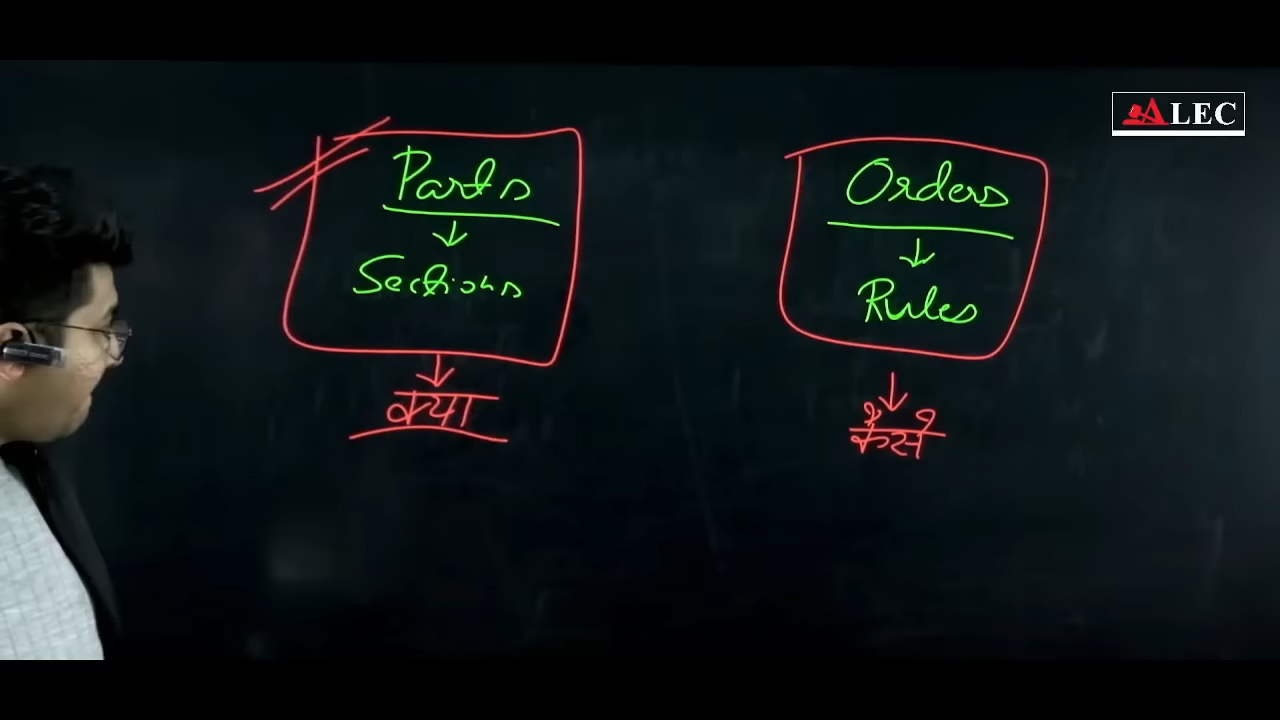 ALEC
Parts
↓
Sections
↓
क्या
Orders
↓
Rules
↓
कैसे